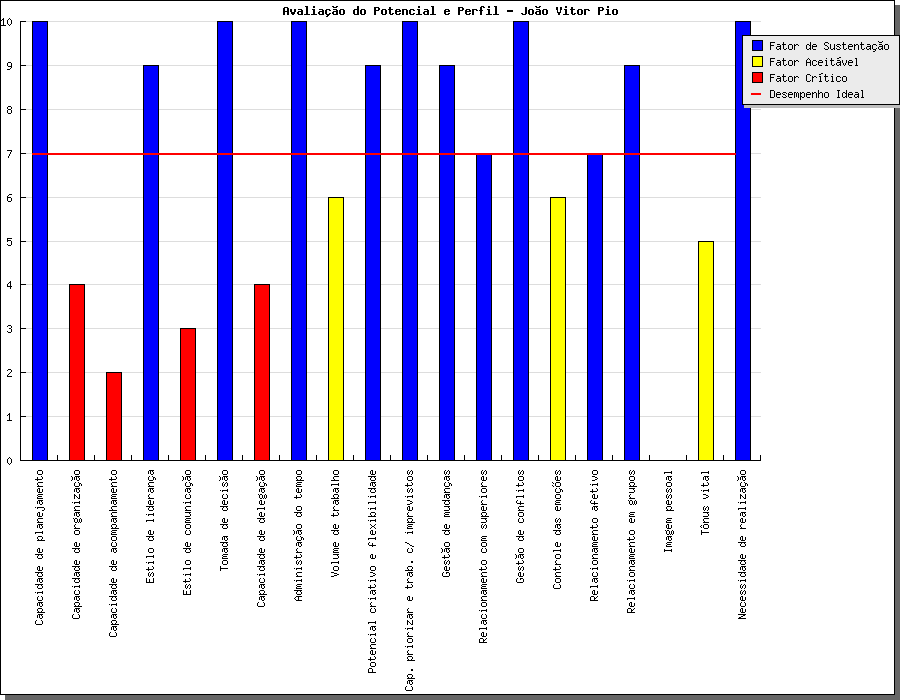 Avaliação do Potencial e Perfil - João Vitor Pio
10
9
8
7
6
5
4
3
2
1
0
Fator de Sustentação
Fator Aceitável
Fator Crítico
Desempenho Ideal
Capacidade de planejamento
Capacidade de organização
Capacidade de acompanhamento
Estilo de liderança
Estilo de comunicação
Tomada de decisão
Capacidade de delegação
Administração do tempo
Volume de trabalho
Potencial criativo e flexibilidade
Cap. priorizar e trab. c/ imprevistos
Gestão de mudanças
Relacionamento com superiores
Gestão de conflitos
Controle das emoções
Relacionamento afetivo
Relacionamento em grupos
Imagem pessoal
Tônus vital
Necessidade de realização